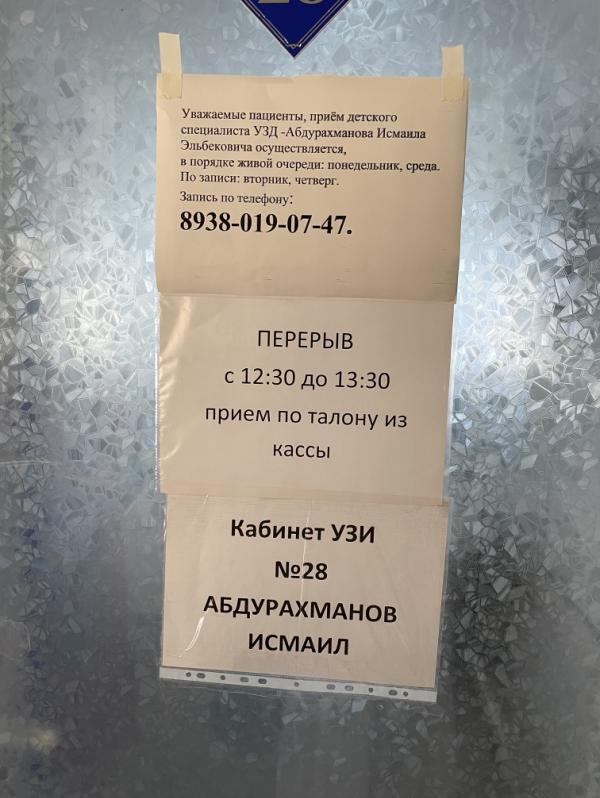 Уважаемые пациенты, приём детского
специалиста УЗД -Абдурахманова Исмаила
Эльбековича осуществляется,
в порядке живой очереди: понедельник, среда.
По записи: вторник, четверг.
Запись по телефону:
8938-019-07-47.
ПЕРЕРЫВ
с 12:30 до 13:30
прием по талону из
кассы
Кабинет УЗИ
№28
АБДУРАХМАНОВ
ИСМАИЛ